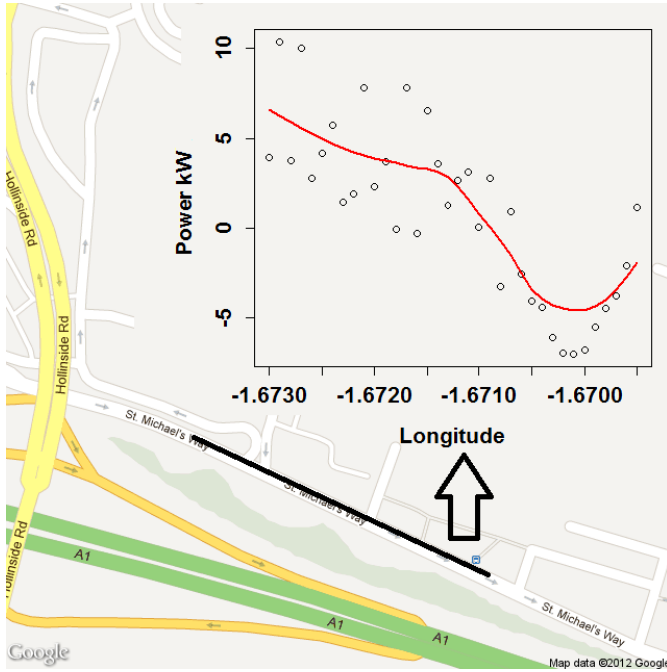 10
5
0
-5
Power kW
-1.6730 -1.6720 -1.6710 -1.6700
Longitude
Hollinside Rd
Hollinside Rd
Hollinside Rd
St. Michael's Way
St. Michael's Way
St. Michael's Way
A1
A1
A1
Google
Map data ©2012 Google